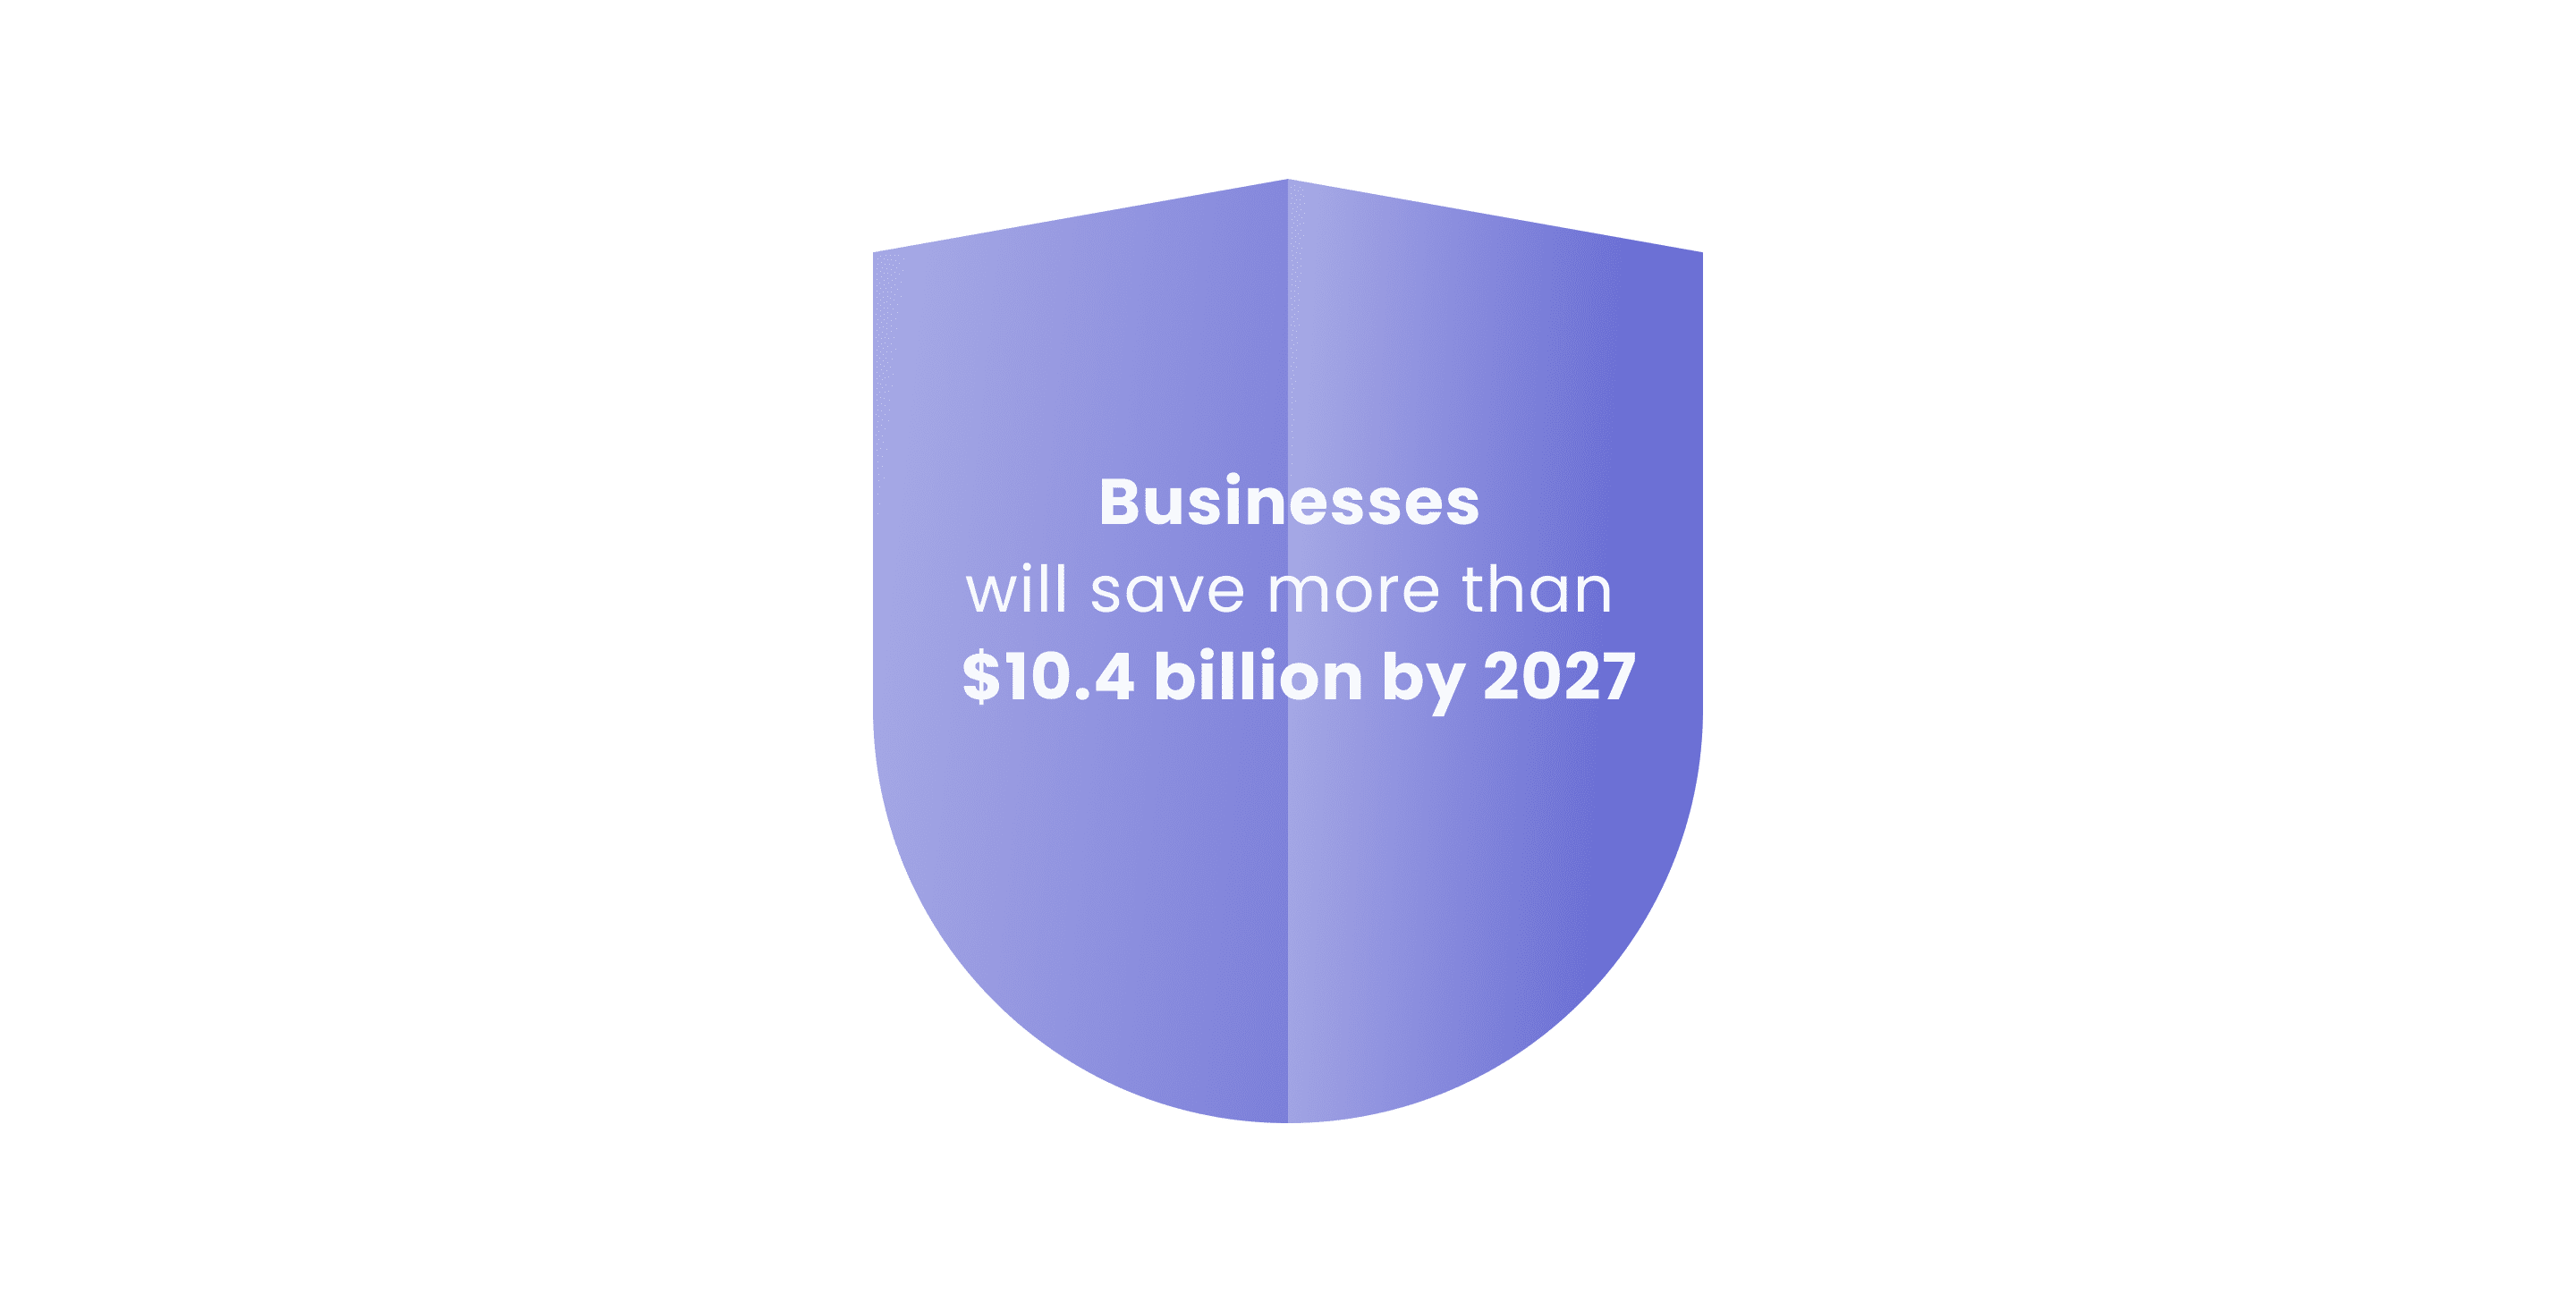 Businesses
will save more than
$10.4 billion by 2027